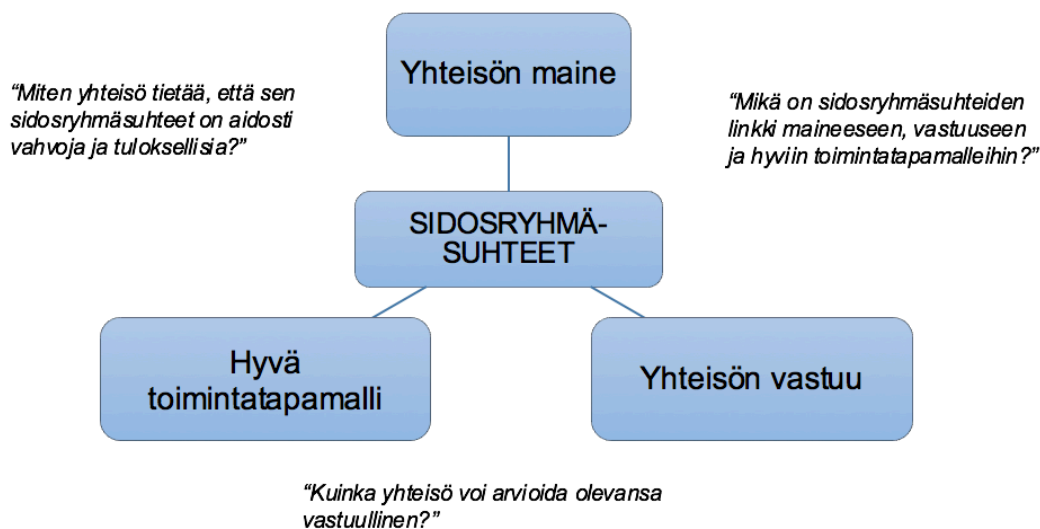 Yhteisön maine
"Miten yhteisö tietää, että sen
sidosryhmäsuhteet on aidosti
vahvoja ja tuloksellisia?"
"Mikä on sidosryhmäsuhteiden
linkki maineeseen, vastuuseen
ja hyviin toimintatapamalleihin?"
SIDOSRYHMÄ-
SUHTEET
Hyvä
toimintatapamalli
Yhteisön vastuu
"Kuinka yhteisö voi arvioida olevansa
vastuullinen?"